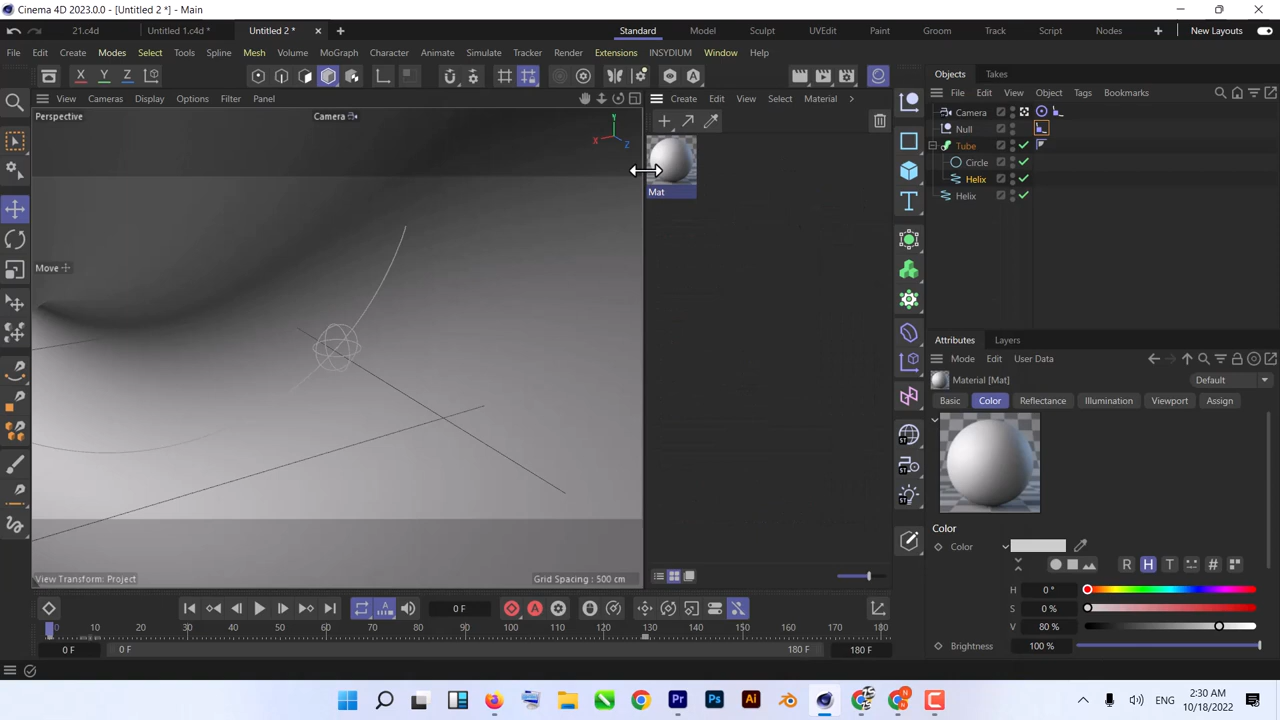 Cinema 4D 2023.0.0 - [Untitled 2 *] - Main
21.c4d
Untitled 1.c4d *
Untitled 2 *
Standard
Model
Sculpt
UVEdit
Paint
Groom
Track
Script
Nodes
New Layouts
File Edit Create Modes Select Tools Spline Mesh Volume MoGraph Character Animate Simulate Tracker Render Extensions INSYDIUM Window Help
X Y Z
View Cameras Display Options Filter Panel
Create Edit View Select Material
Objects Takes
File Edit View Object Tags Bookmarks
Perspective
Camera
Y
X
Z
Move
Mat
Camera
Null
Tube
Circle
Helix
Helix
View Transform: Project
Grid Spacing : 500 cm
T
ST
ST
ST
Attributes Layers
Mode Edit User Data
Material [Mat]
Default
Basic Color Reflectance Illumination Viewport Assign
Color
Color
R H T #
H 0 °
S 0 %
V 80 %
Brightness 100 %
0 F
0 10 20 30 40 50 60 70 80 90 100 110 120 130 140 150 160 170 180
0 F
0 F
180 F
180 F
Pr Ps Ai
ENG
2:30 AM
10/18/2022